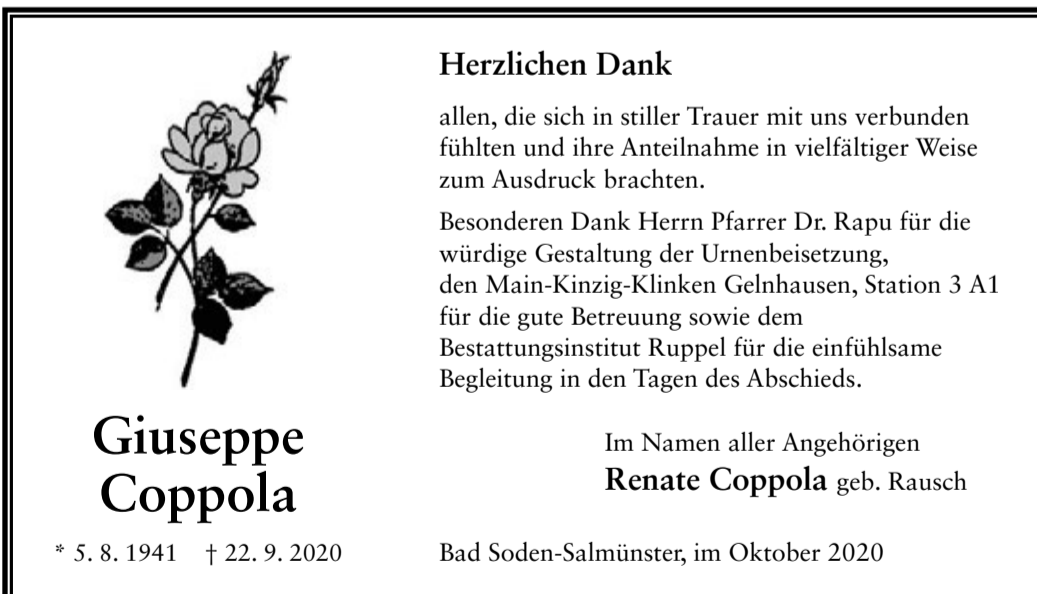 Herzlichen Dank
allen, die sich in stiller Trauer mit uns verbunden
fühlten und ihre Anteilnahme in vielfältiger Weise
zum Ausdruck brachten.
Besonderen Dank Herrn Pfarrer Dr. Rapu für die
würdige Gestaltung der Urnenbeisetzung,
den Main-Kinzig-Klinken Gelnhausen, Station 3 A1
für die gute Betreuung sowie dem
Bestattungsinstitut Ruppel für die einfühlsame
Begleitung in den Tagen des Abschieds.
Giuseppe
Coppola
* 5. 8. 1941 † 22. 9. 2020
Im Namen aller Angehörigen
Renate Coppola geb. Rausch
Bad Soden-Salmünster, im Oktober 2020